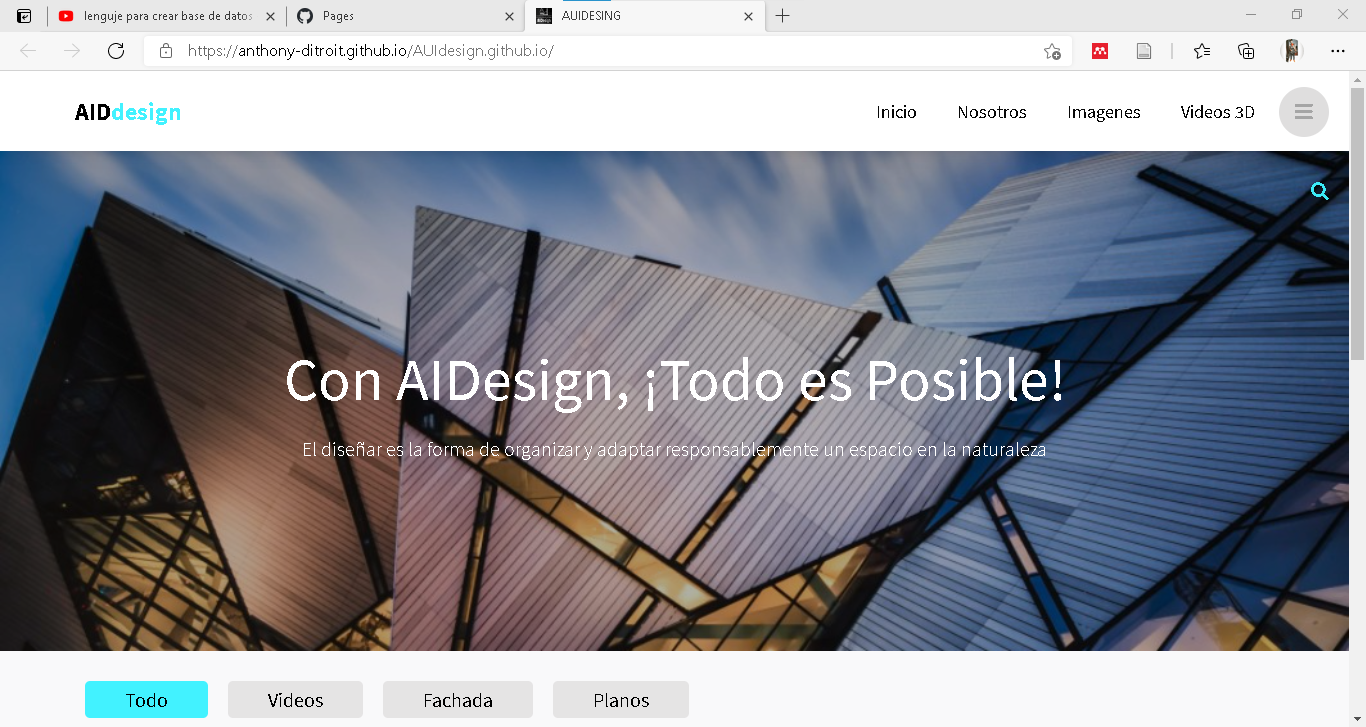 lenguje para crear base de datos
Pages
AUIDESING
https://anthony-ditroit.github.io/AUIdesign.github.io/
AIDdesign
Inicio
Nosotros
Imagenes
Videos 3D
Con AIDesign, ¡Todo es Posible!
El diseñar es la forma de organizar y adaptar responsablemente un espacio en la naturaleza
Todo
Videos
Fachada
Planos